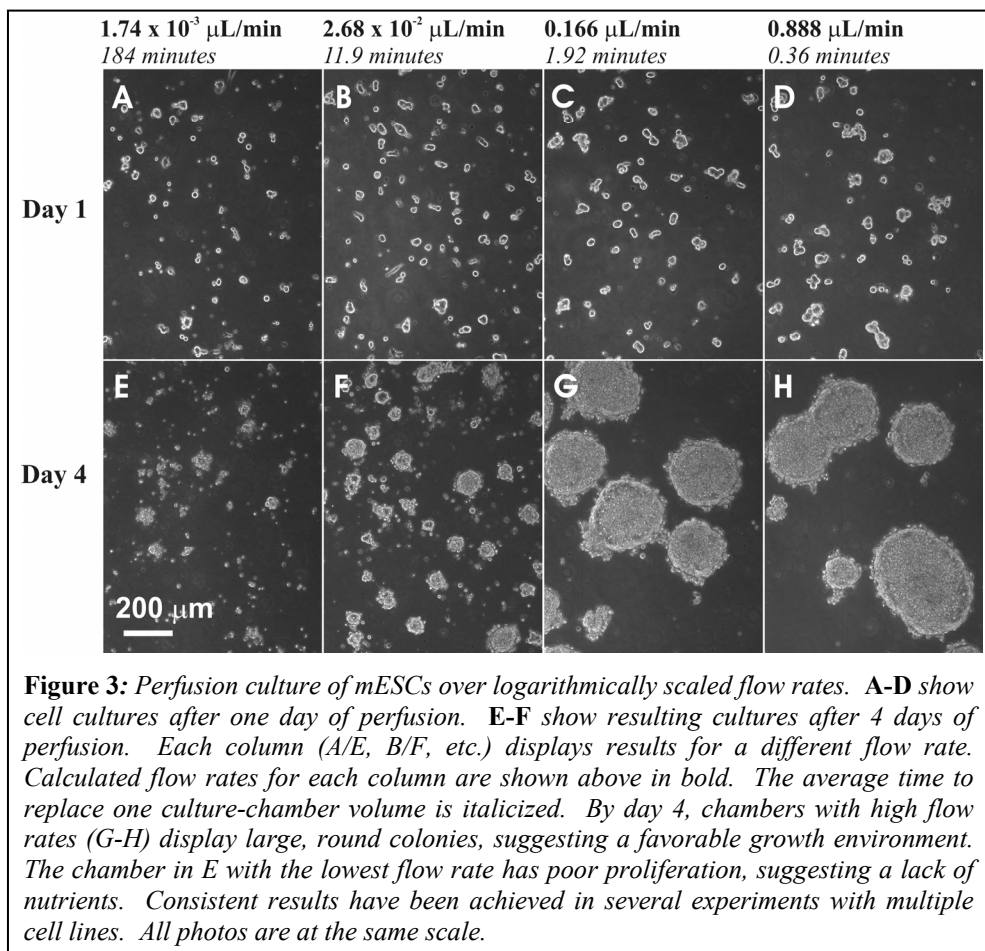 1.74 x 10⁻³ μL/min 2.68 x 10⁻² μL/min 0.166 μL/min 0.888 μL/min
184 minutes 11.9 minutes 1.92 minutes 0.36 minutes
A B C D
Day 1
E F G H
Day 4
200 μm
Figure 3: Perfusion culture of mESCs over logarithmically scaled flow rates. A-D show
cell cultures after one day of perfusion. E-F show resulting cultures after 4 days of
perfusion. Each column (A/E, B/F, etc.) displays results for a different flow rate.
Calculated flow rates for each column are shown above in bold. The average time to
replace one culture-chamber volume is italicized. By day 4, chambers with high flow
rates (G-H) display large, round colonies, suggesting a favorable growth environment.
The chamber in E with the lowest flow rate has poor proliferation, suggesting a lack of
nutrients. Consistent results have been achieved in several experiments with multiple
cell lines. All photos are at the same scale.